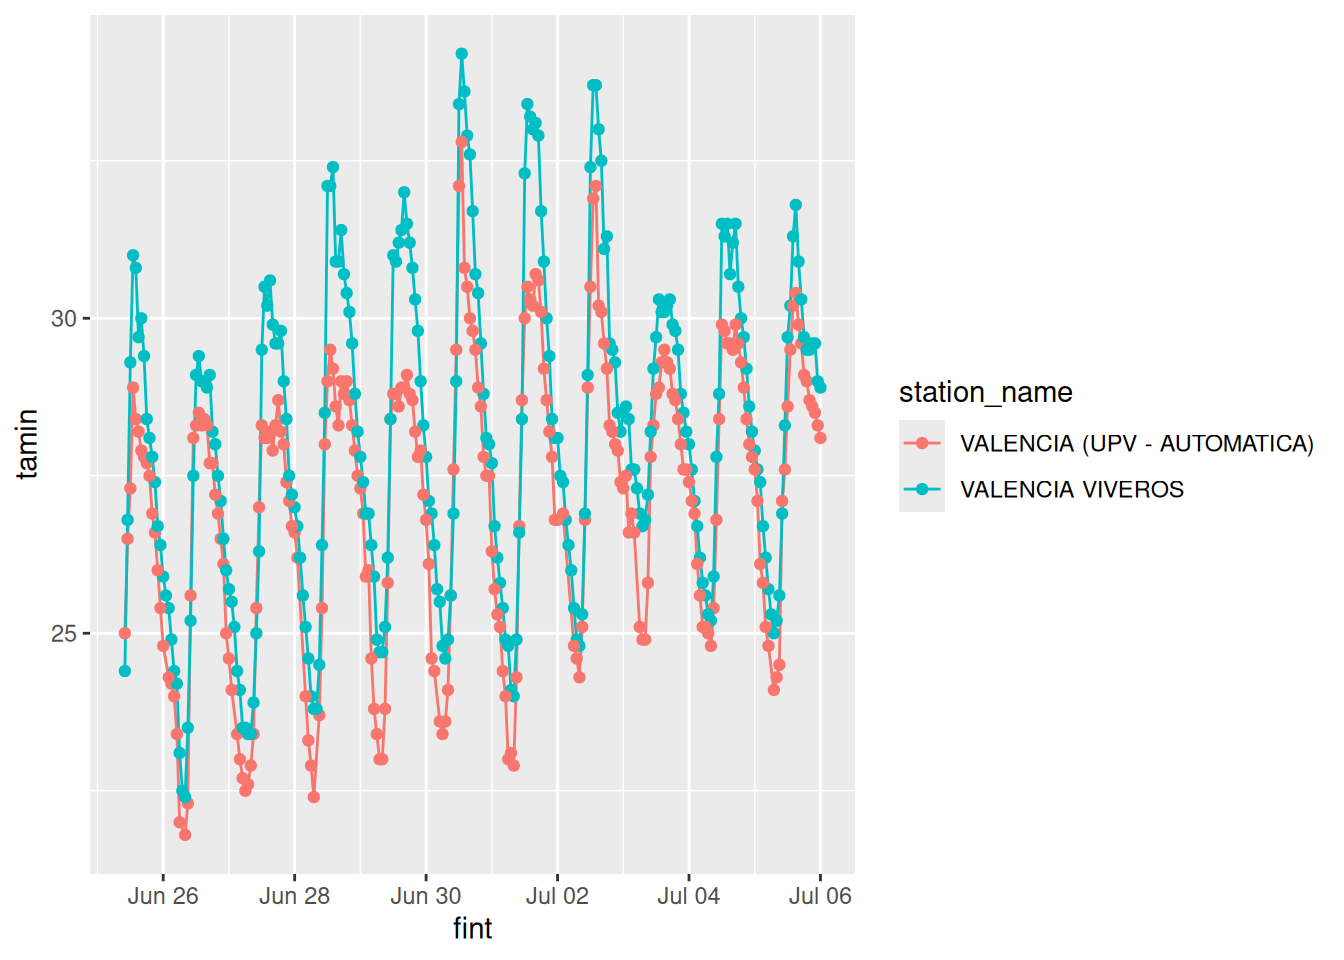 30
25
tamin
Jun 26
Jun 28
Jun 30
Jul 02
Jul 04
Jul 06
fint
station_name
VALENCIA (UPV - AUTOMATICA)
VALENCIA VIVEROS